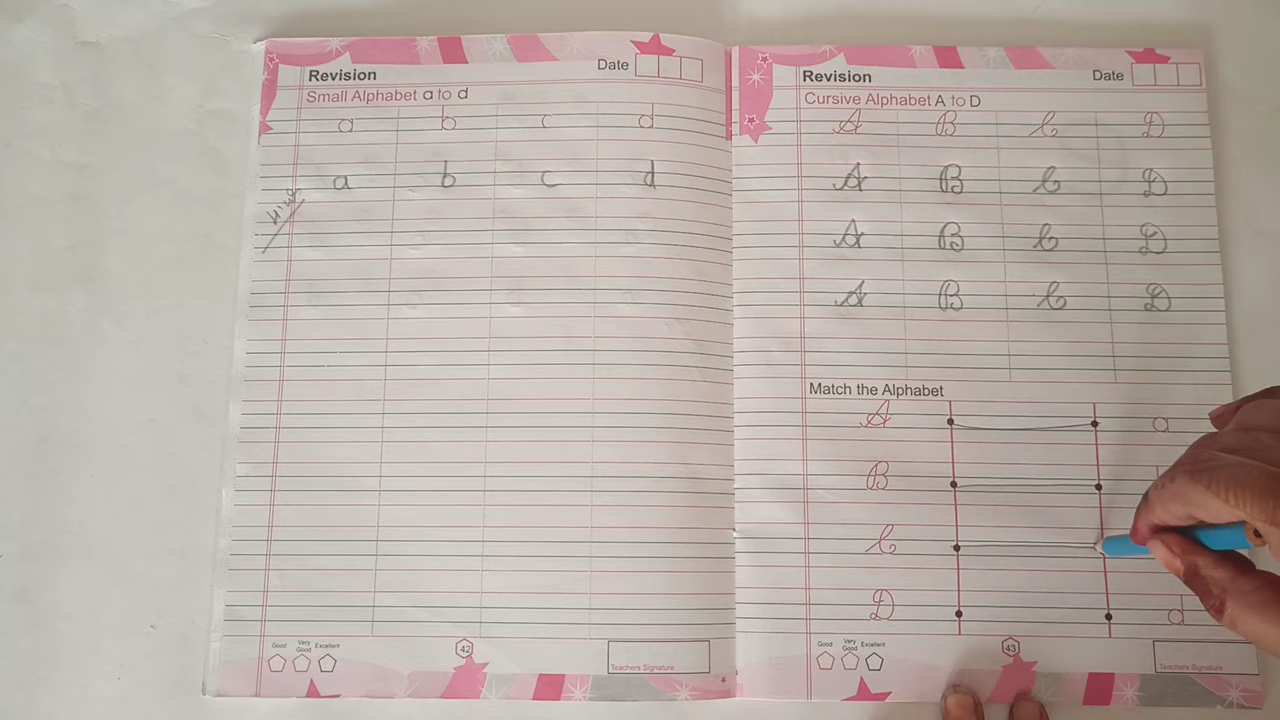 Revision
Date
Small Alphabet a to d
a b c d
a b c d
Good Very Good Excellent
42
Teachers Signature
Revision
Date
Cursive Alphabet A to D
A B C D
A B C D
A B C D
A B C D
Match the Alphabet
A a
B
C
D d
Good Very Good Excellent
43
Teachers Signature